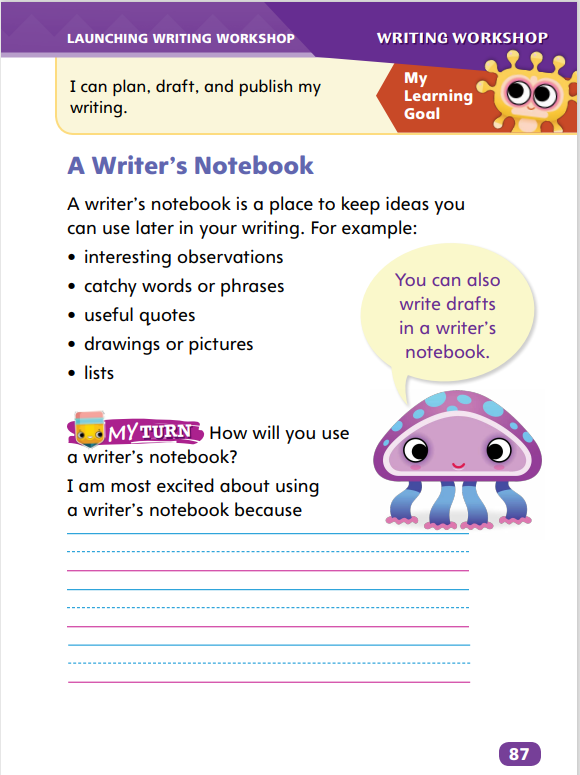 LAUNCHING WRITING WORKSHOP
WRITING WORKSHOP
I can plan, draft, and publish my
writing.
My
Learning
Goal
A Writer's Notebook
A writer's notebook is a place to keep ideas you
can use later in your writing. For example:
• interesting observations
• catchy words or phrases
• useful quotes
• drawings or pictures
• lists
You can also
write drafts
in a writer's
notebook.
MY TURN How will you use
a writer's notebook?
I am most excited about using
a writer's notebook because
87